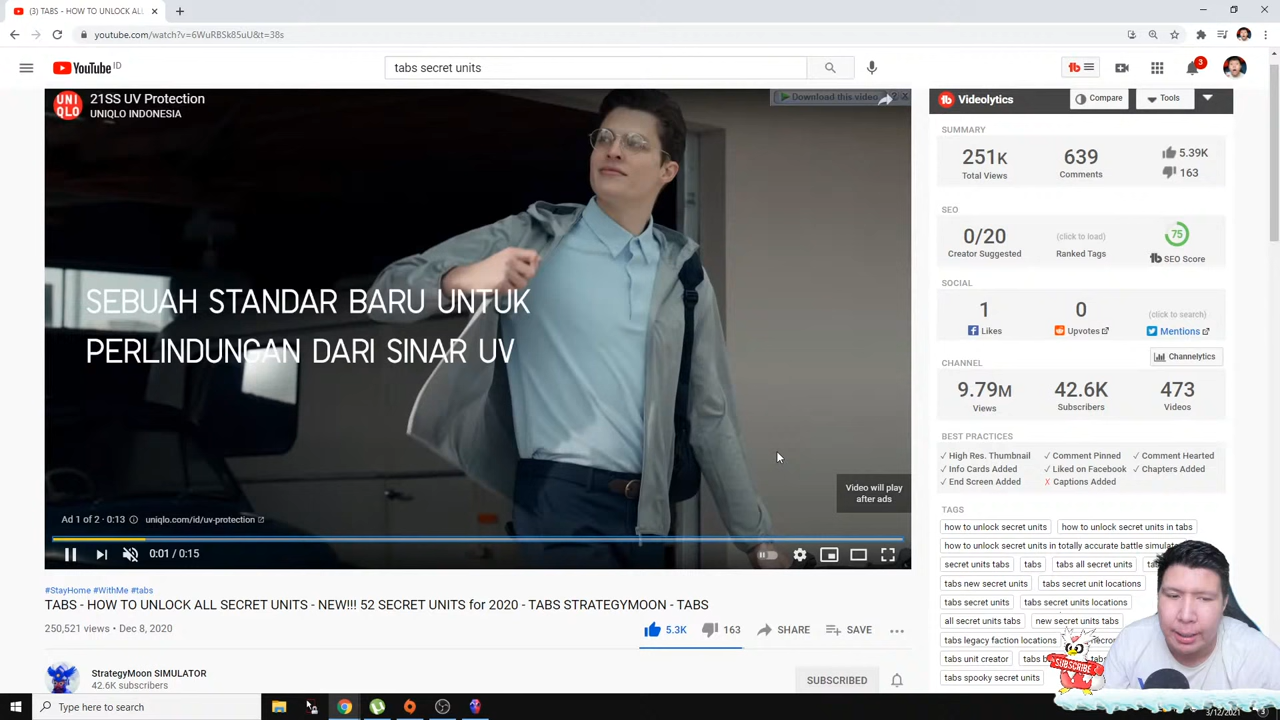 (3) TABS - HOW TO UNLOCK ALL
youtube.com/watch?v=6WuRBSk85uU&t=38s
YouTube ID
tabs secret units
3
UNI QLO
21SS UV Protection
UNIQLO INDONESIA
Download this video
SEBUAH STANDAR BARU UNTUK
PERLINDUNGAN DARI SINAR UV
Video will play
after ads
Ad 1 of 2 · 0:13
uniqlo.com/id/uv-protection
0:01 / 0:15
#StayHome #WithMe #tabs
TABS - HOW TO UNLOCK ALL SECRET UNITS - NEW!!! 52 SECRET UNITS for 2020 - TABS STRATEGYMOON - TABS
250,521 views • Dec 8, 2020
5.3K 163 SHARE SAVE
StrategyMoon SIMULATOR
42.6K subscribers
SUBSCRIBED
Videolytics Compare Tools
SUMMARY
251K 639 5.39K
Total Views Comments 163
SEO
0/20 (click to load) 75
Creator Suggested Ranked Tags SEO Score
SOCIAL
1 0 (click to search)
Likes Upvotes Mentions
CHANNEL Channelytics
9.79M 42.6K 473
Views Subscribers Videos
BEST PRACTICES
✓ High Res. Thumbnail ✓ Comment Pinned ✓ Comment Hearted
✓ Info Cards Added ✓ Liked on Facebook ✓ Chapters Added
✓ End Screen Added X Captions Added
TAGS
how to unlock secret units how to unlock secret units in tabs
how to unlock secret units in totally accurate battle simulato
secret units tabs tabs tabs all secret units
tabs new secret units tabs secret unit locations
tabs secret units tabs secret units locations
all secret units tabs new secret units tabs
tabs legacy faction locations
tabs unit creator
tabs spooky secret units
SUBSCRIBE
Type here to search
3/12/2021